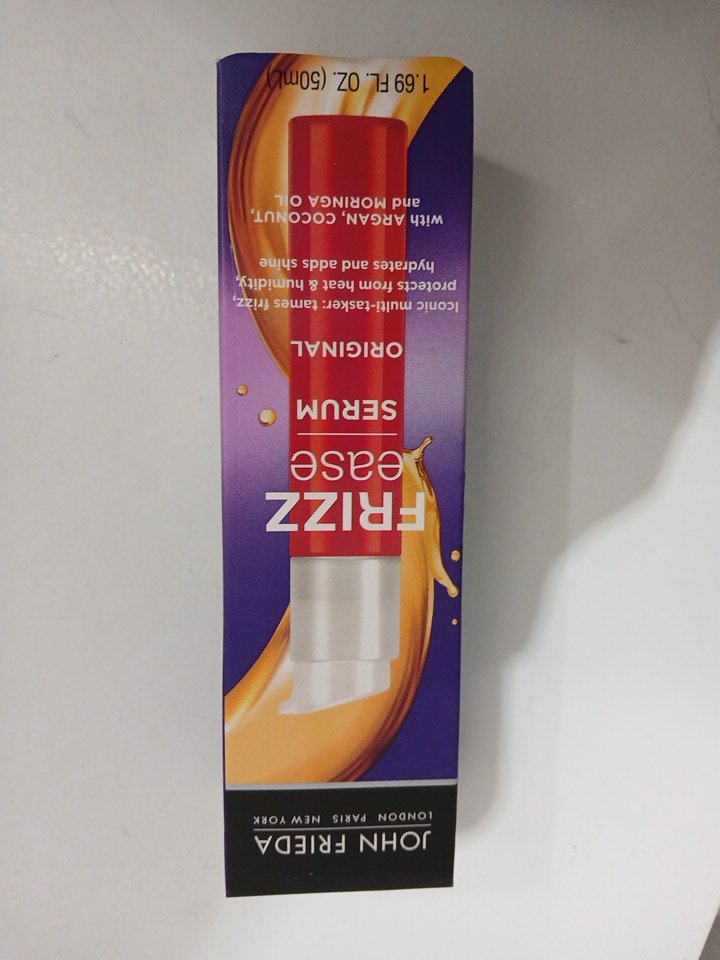 JOHN FRIEDA
LONDON PARIS NEW YORK
FRIZZ
ease
SERUM
ORIGINAL
Iconic multi-tasker: tames frizz,
protects from heat & humidity,
hydrates and adds shine
with ARGAN, COCONUT,
and MORINGA OIL
1.69 FL. OZ. (50mL)